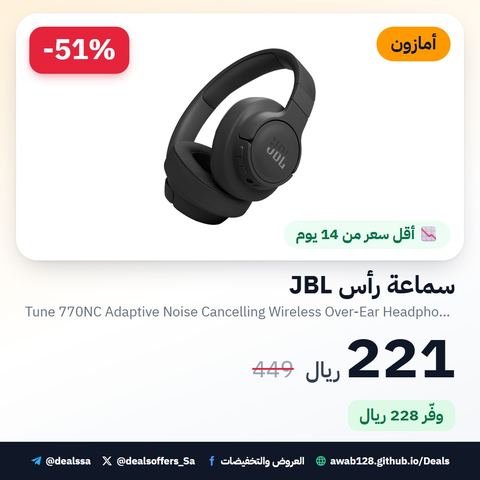 -51%
أمازون
JBL
أقل سعر من 14 يوم
سماعة رأس JBL
Tune 770NC Adaptive Noise Cancelling Wireless Over-Ear Headpho...
221 ريال 449
وفّر 228 ريال
@dealssa @dealsoffers_Sa العروض والتخفيضات awab128.github.io/Deals